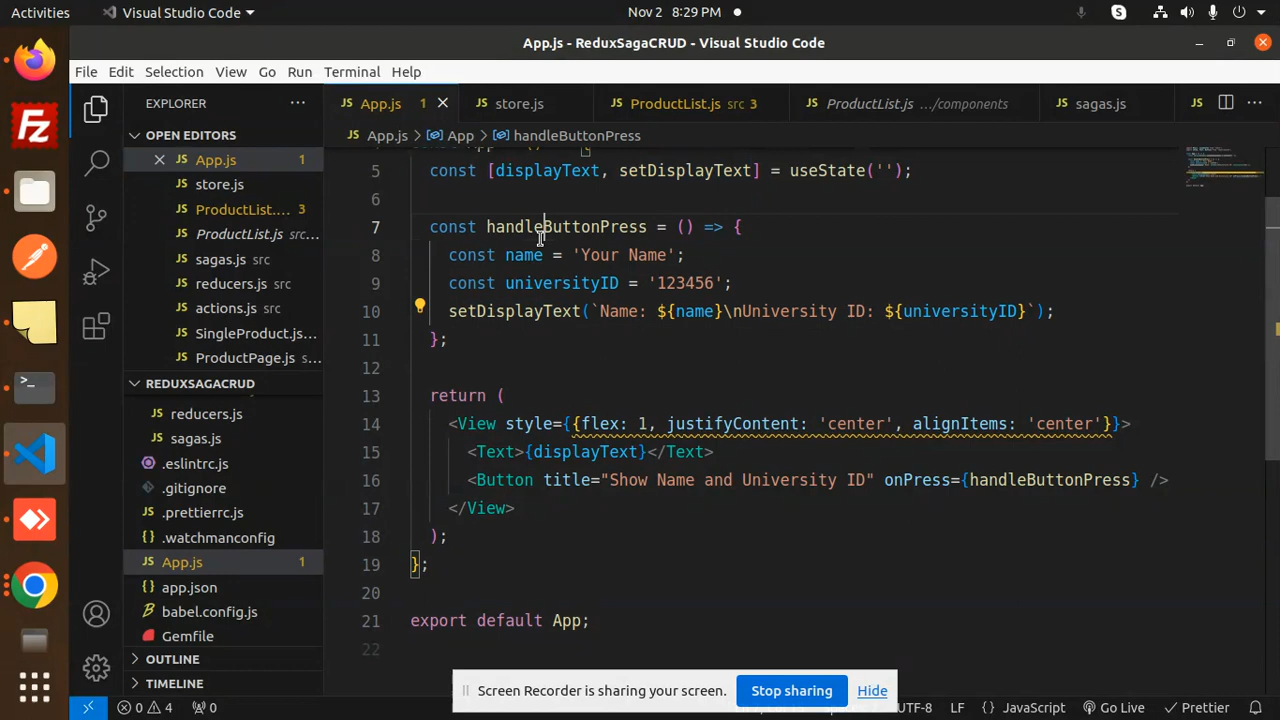 Activities
Visual Studio Code
Nov 2 8:29 PM
App.js - ReduxSagaCRUD - Visual Studio Code
File Edit Selection View Go Run Terminal Help
EXPLORER
App.js 1
store.js
ProductList.js src 3
ProductList.js .../components
sagas.js
OPEN EDITORS
App.js > App > handleButtonPress
App.js 1
store.js
ProductList.... 3
ProductList.js src...
sagas.js src
reducers.js src
actions.js src
SingleProduct.js...
ProductPage.js s...
REDUXSAGACRUD
reducers.js
sagas.js
.eslintrc.js
.gitignore
.prettierrc.js
.watchmanconfig
App.js 1
app.json
babel.config.js
Gemfile
OUTLINE
TIMELINE
5 const [displayText, setDisplayText] = useState('');
6
7 const handleButtonPress = () => {
8 const name = 'Your Name';
9 const universityID = '123456';
10 setDisplayText(`Name: ${name}\nUniversity ID: ${universityID}`);
11 };
12
13 return (
14 <View style={{flex: 1, justifyContent: 'center', alignItems: 'center'}}>
15 <Text>{displayText}</Text>
16 <Button title="Show Name and University ID" onPress={handleButtonPress} />
17 </View>
18 );
19 };
20
21 export default App;
22
Screen Recorder is sharing your screen. Stop sharing Hide
0 4 0 UTF-8 LF {} JavaScript Go Live Prettier